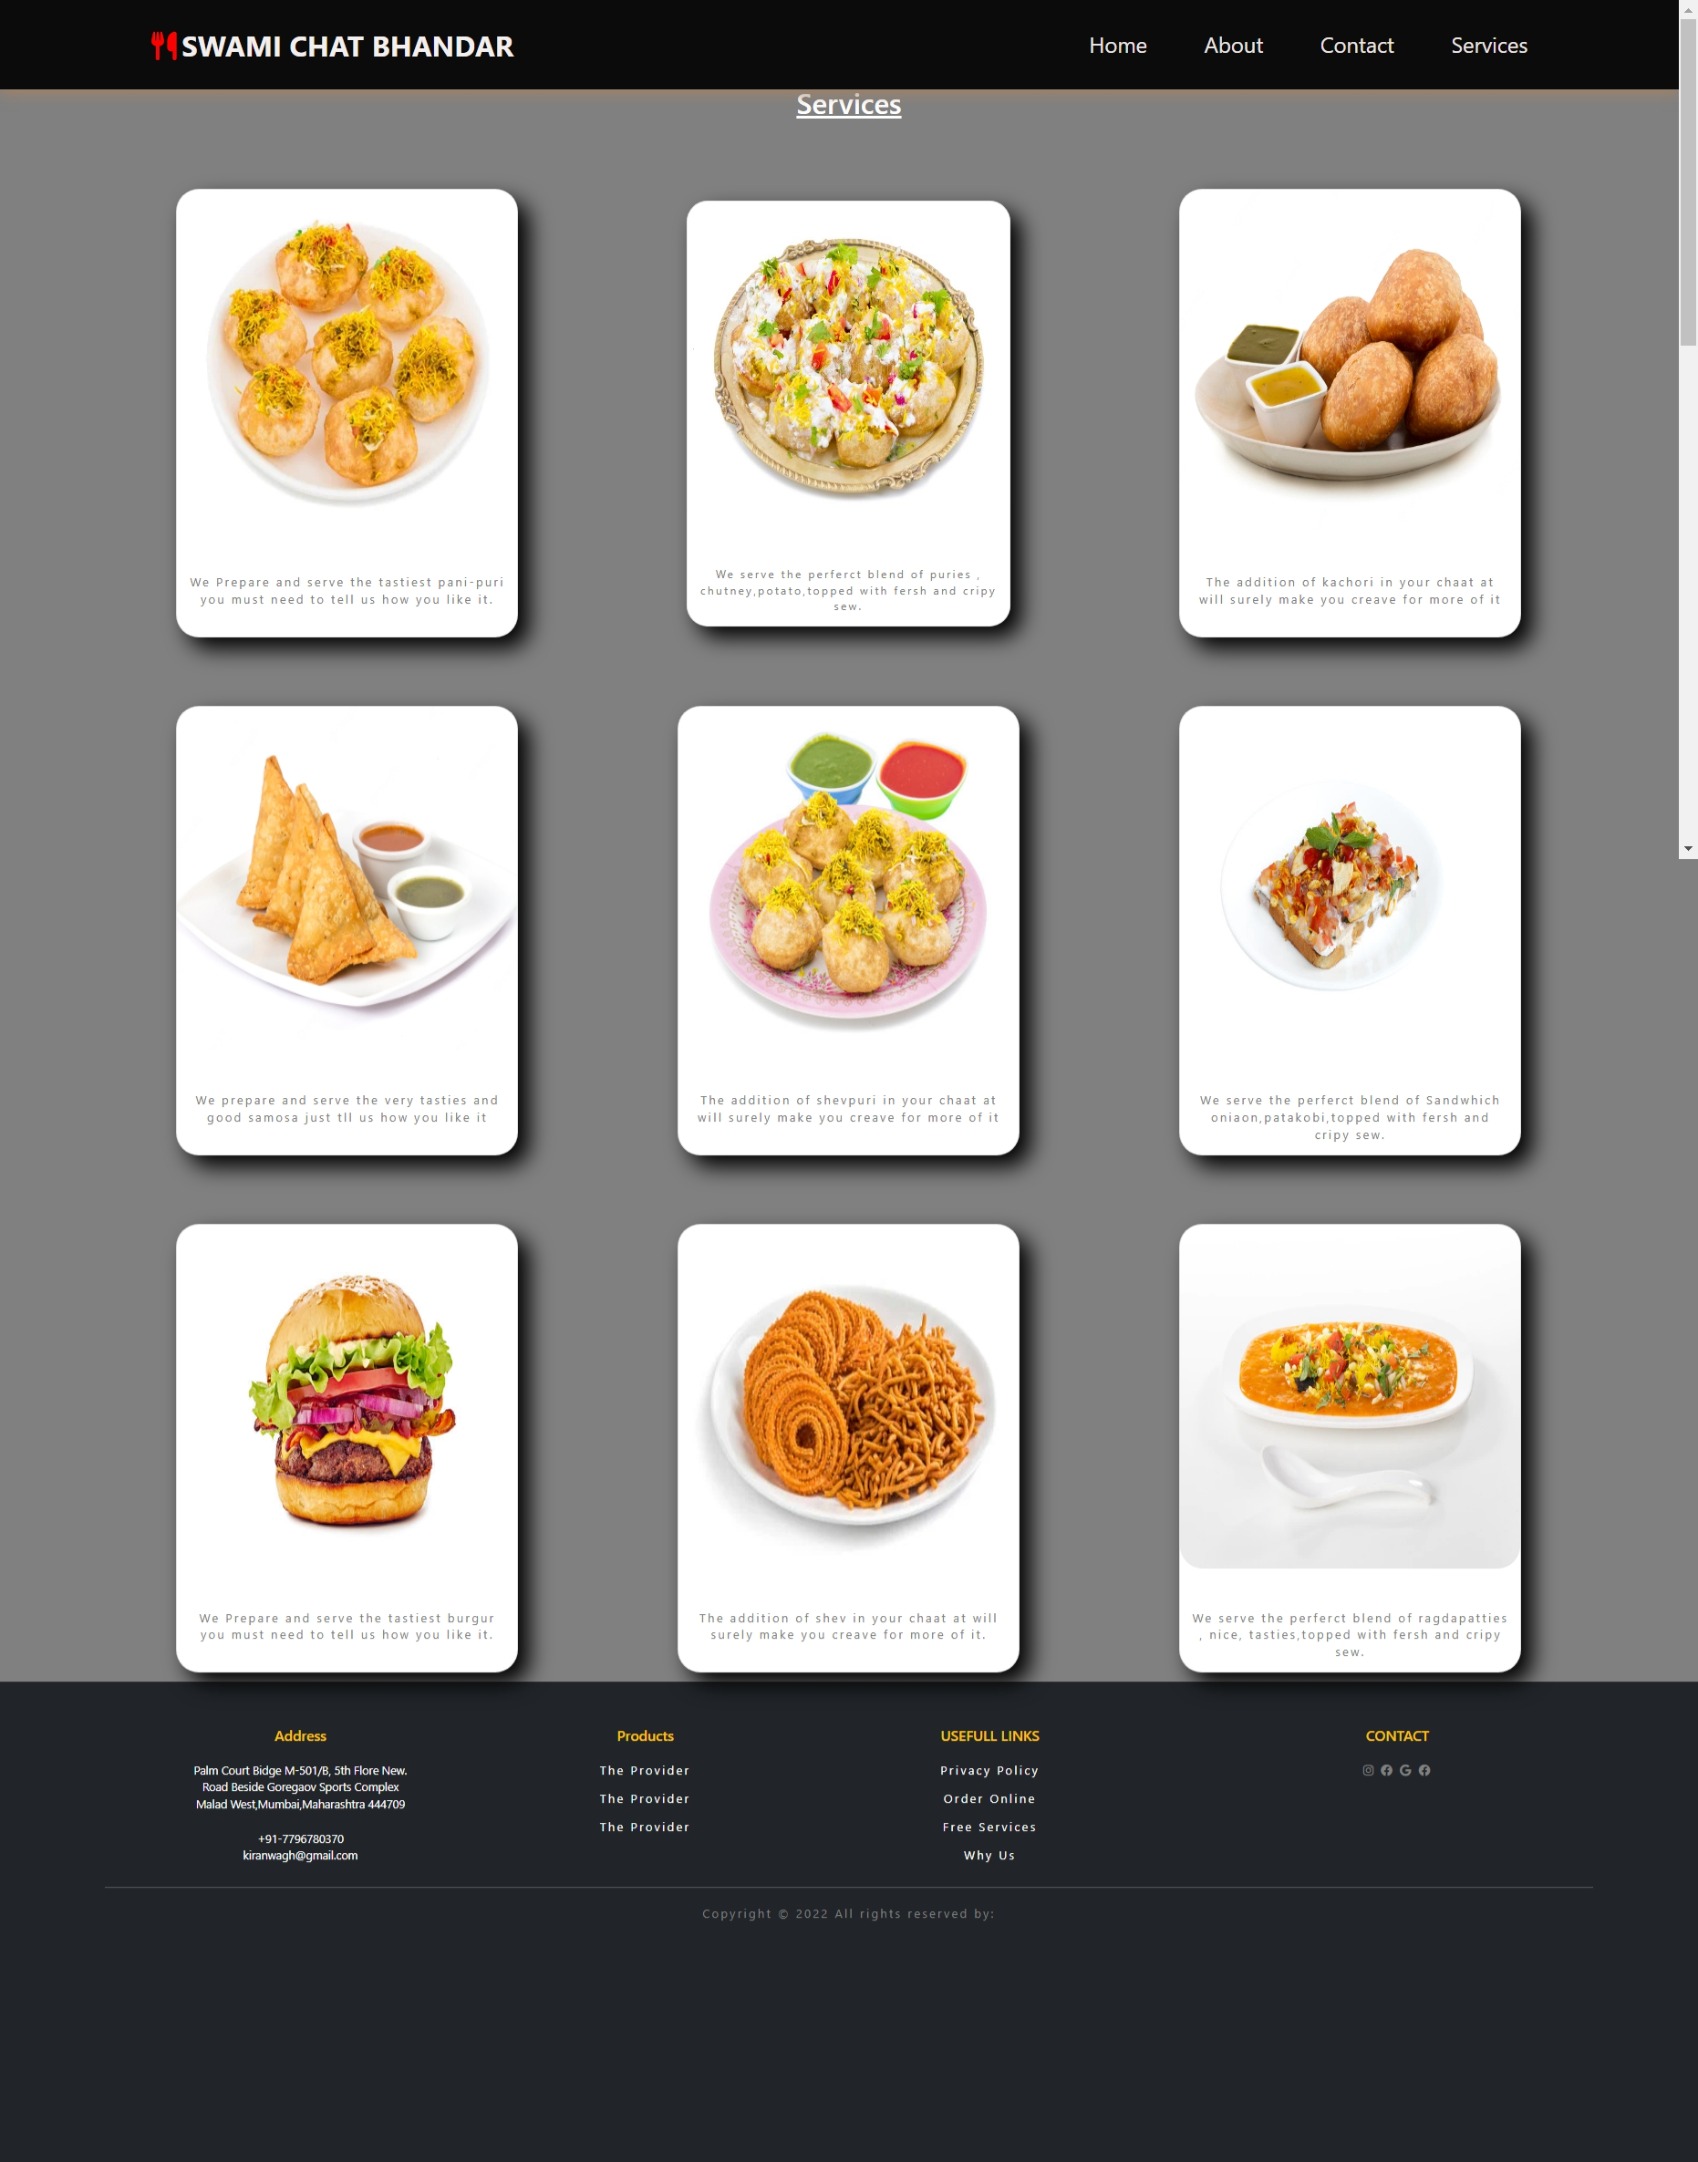 SWAMI CHAT BHANDAR
Home
About
Contact
Services
Services
We Prepare and serve the tastiest pani-puri
you must need to tell us how you like it.
We serve the perferct blend of puries ,
chutney,potato,topped with fersh and cripy
sew.
The addition of kachori in your chaat at
will surely make you creave for more of it
We prepare and serve the very tasties and
good samosa just tll us how you like it
The addition of shevpuri in your chaat at
will surely make you creave for more of it
We serve the perferct blend of Sandwhich
oniaon,patakobi,topped with fersh and
cripy sew.
We Prepare and serve the tastiest burgur
you must need to tell us how you like it.
The addition of shev in your chaat at will
surely make you creave for more of it.
We serve the perferct blend of ragdapatties
, nice, tasties,topped with fersh and cripy
sew.
Address
Palm Court Bidge M-501/B, 5th Flore New.
Road Beside Goregaov Sports Complex
Malad West,Mumbai,Maharashtra 444709
+91-7796780370
kiranwagh@gmail.com
Products
The Provider
The Provider
The Provider
USEFULL LINKS
Privacy Policy
Order Online
Free Services
Why Us
CONTACT
Copyright © 2022 All rights reserved by: